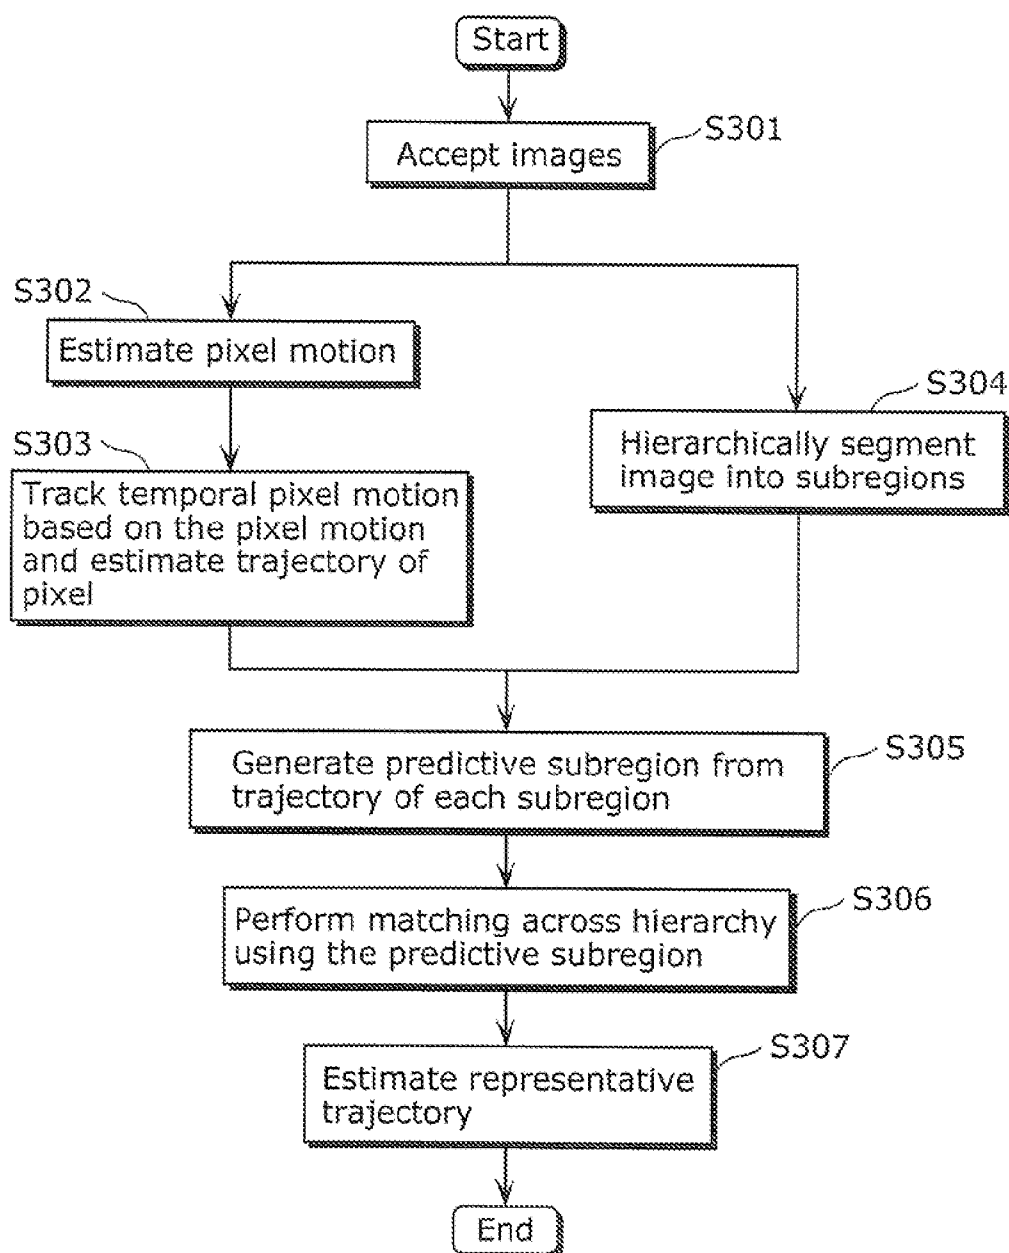 Start
S301
Accept images
S302
Estimate pixel motion
S304
Hierarchically segment
image into subregions
S303
Track temporal pixel motion
based on the pixel motion
and estimate trajectory of
pixel
S305
Generate predictive subregion from
trajectory of each subregion
S306
Perform matching across hierarchy
using the predictive subregion
S307
Estimate representative
trajectory
End